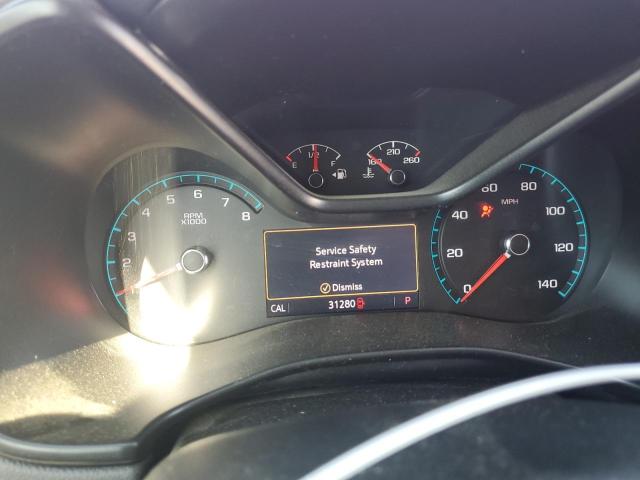 E 1/2 F
160 210 260
1 2 3 4 5 6 7 8
RPM
X1000
0 20 40 60 80 100 120 140
MPH
Service Safety
Restraint System
Dismiss
CAL 31280 P